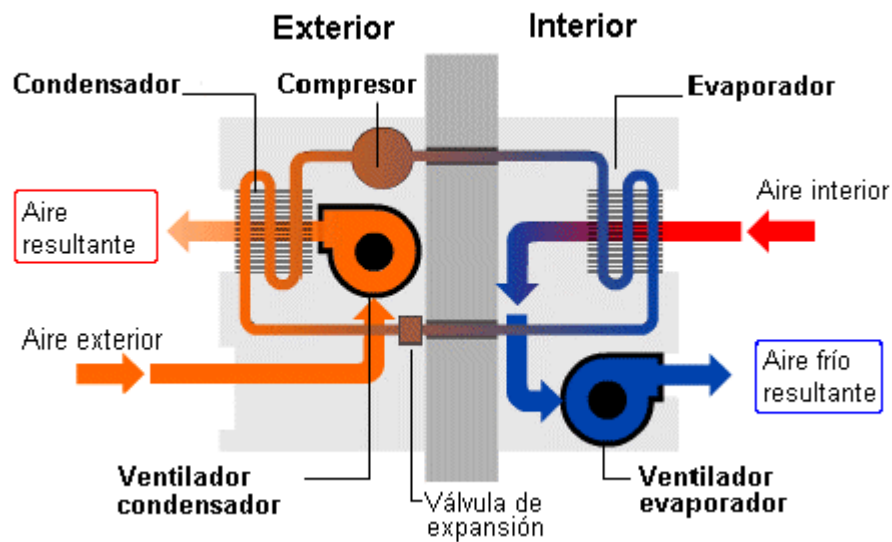 Exterior
Interior
Condensador
Compresor
Evaporador
Aire
resultante
Aire interior
Aire exterior
Aire frío
resultante
Ventilador
condensador
Válvula de
expansión
Ventilador
evaporador